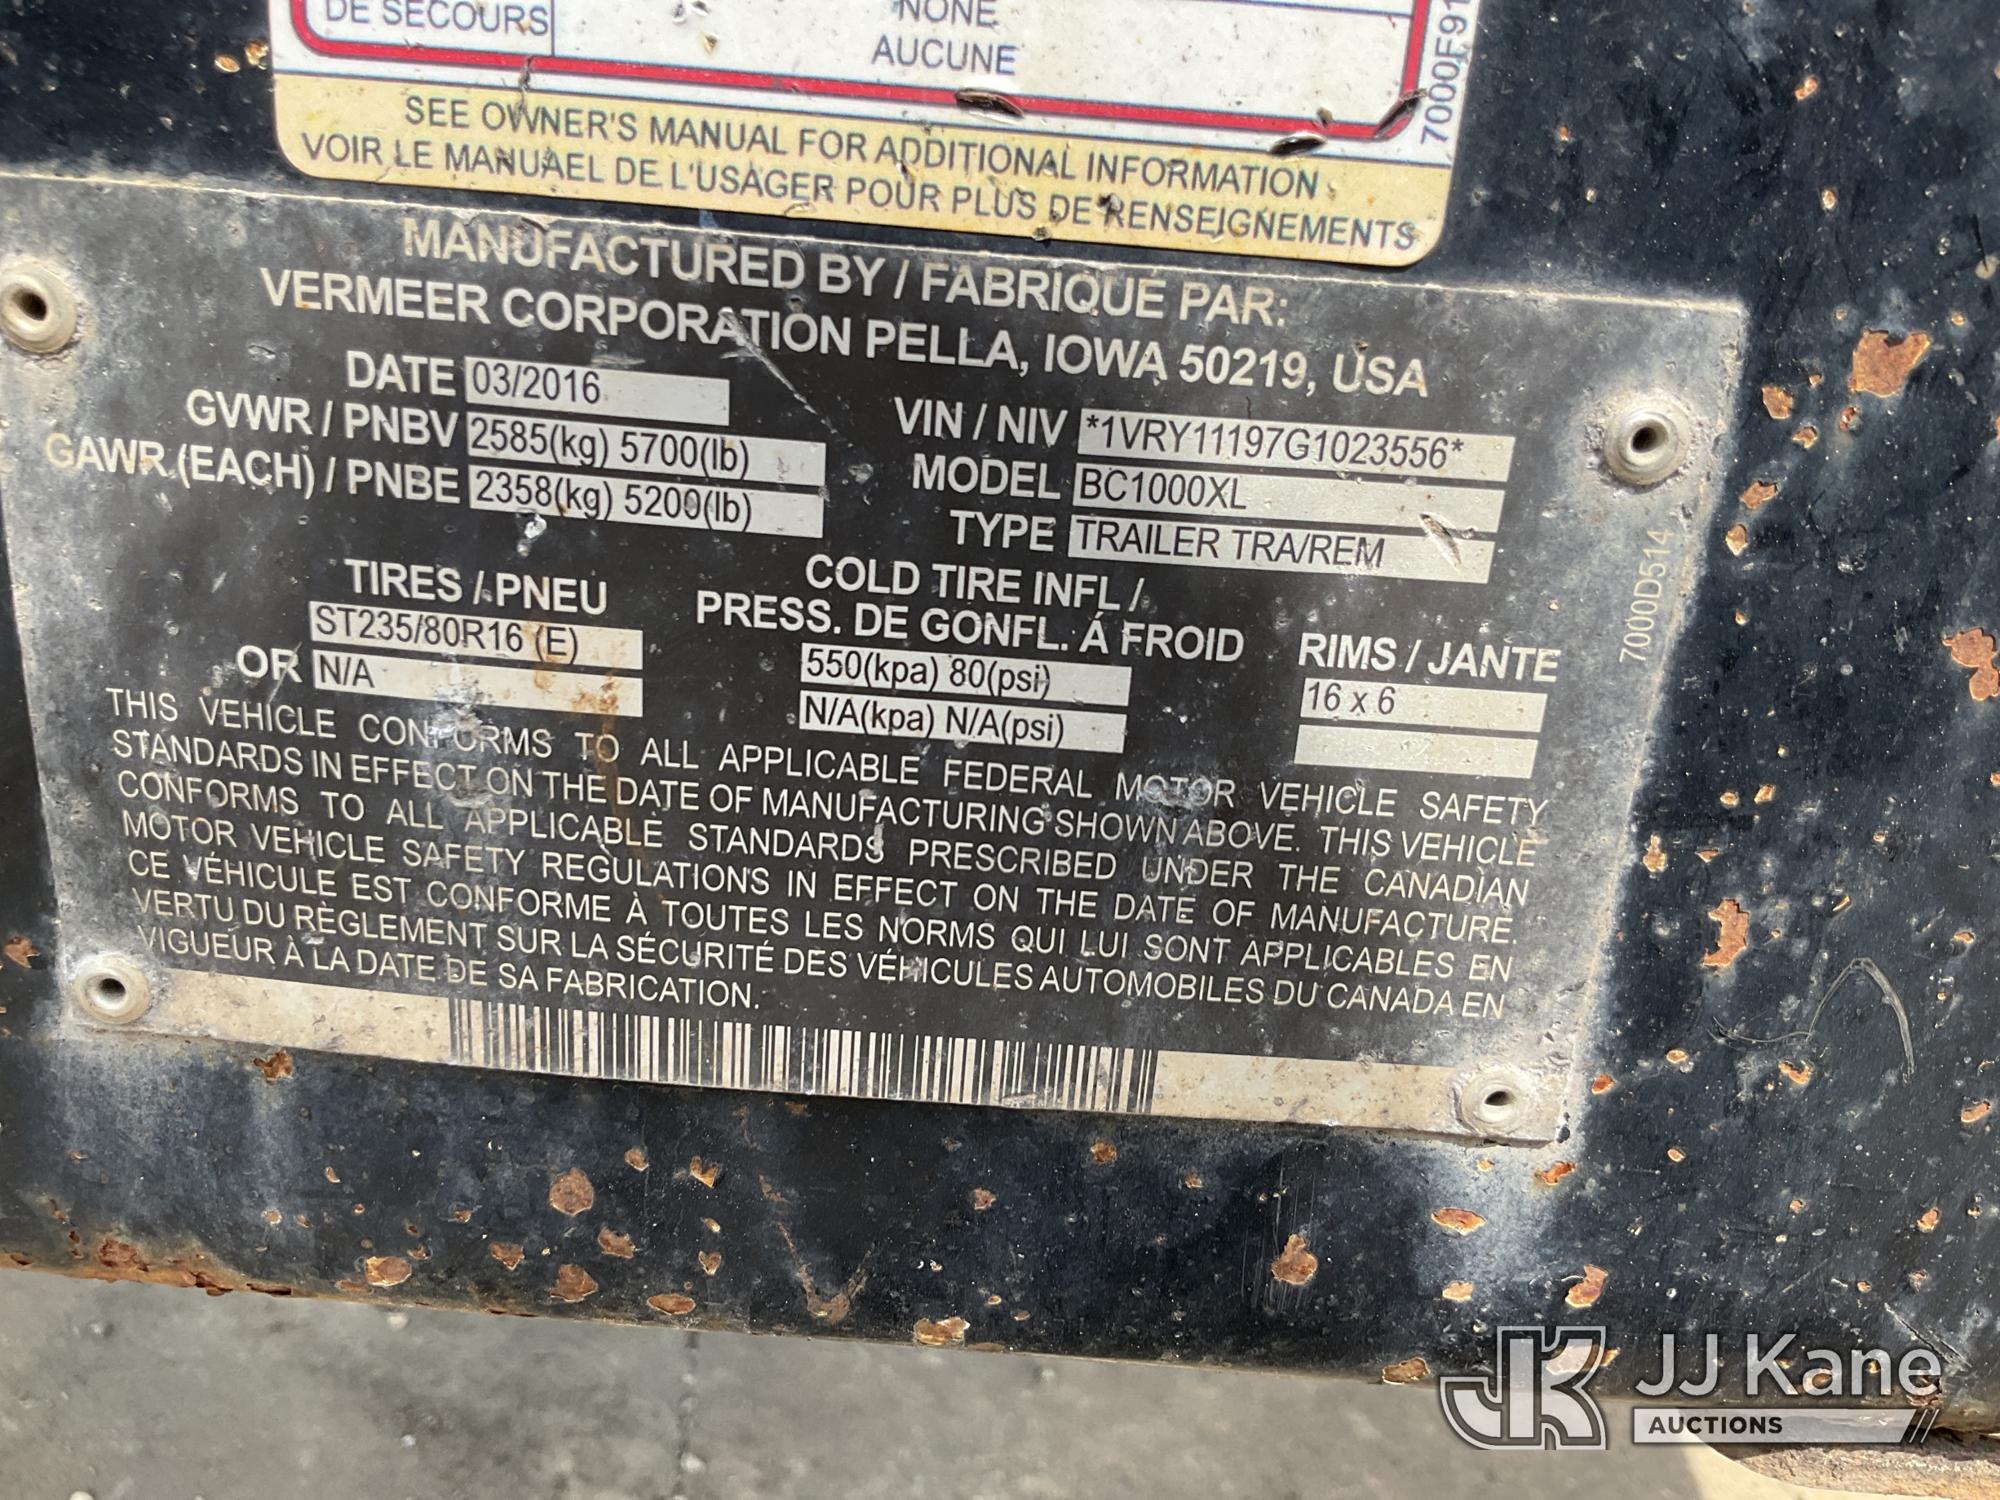 DE SECOURS
NONE
AUCUNE
SEE OWNER'S MANUAL FOR ADDITIONAL INFORMATION
VOIR LE MANUAEL DE L'USAGER POUR PLUS DE RENSEIGNEMENTS
MANUFACTURED BY / FABRIQUÉ PAR:
VERMEER CORPORATION PELLA, IOWA 50219, USA
DATE 03/2016
GVWR / PNBV 2585(kg) 5700(lb)
GAWR (EACH) / PNBE 2358(kg) 5200(lb)
VIN / NIV *1VRY11197G1023556*
MODEL BC1000XL
TYPE TRAILER TRA/REM
TIRES / PNEU
ST235/80R16 (E)
OR N/A
COLD TIRE INFL /
PRESS. DE GONFL. Á FROID
550(kpa) 80(psi)
N/A(kpa) N/A(psi)
RIMS / JANTE
16 x 6
7000D514
THIS VEHICLE CONFORMS TO ALL APPLICABLE FEDERAL MOTOR VEHICLE SAFETY
STANDARDS IN EFFECT ON THE DATE OF MANUFACTURING SHOWN ABOVE. THIS VEHICLE
CONFORMS TO ALL APPLICABLE STANDARDS PRESCRIBED UNDER THE CANADIAN
MOTOR VEHICLE SAFETY REGULATIONS IN EFFECT ON THE DATE OF MANUFACTURE.
CE VÉHICULE EST CONFORME À TOUTES LES NORMS QUI LUI SONT APPLICABLES EN
VERTU DU RÈGLEMENT SUR LA SÉCURITÉ DES VÉHICULES AUTOMOBILES DU CANADA EN
VIGUEUR À LA DATE DE SA FABRICATION.
JK
JJ Kane
AUCTIONS